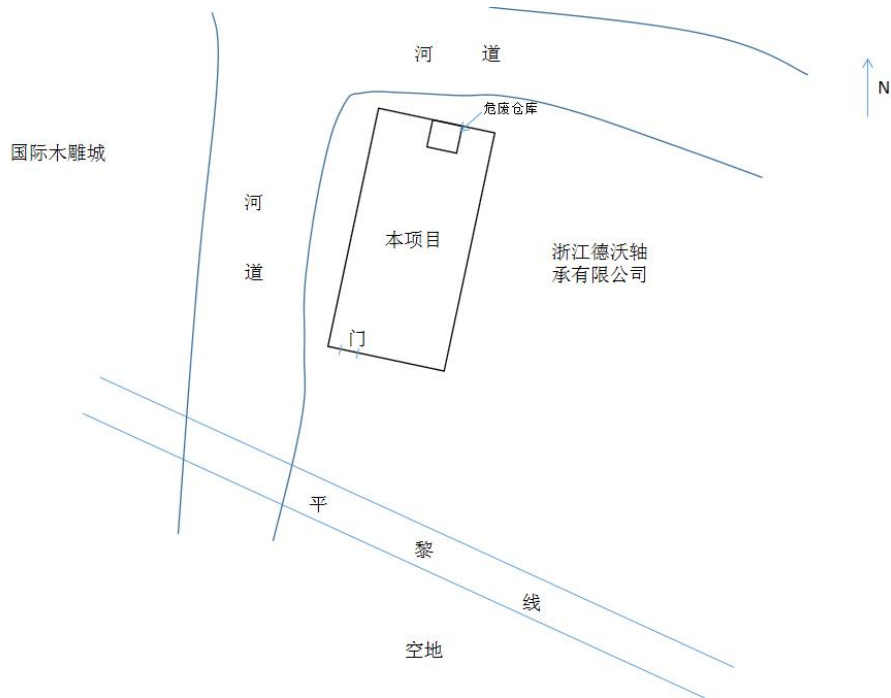 河 道
N
危废仓库
国际木雕城
河
道
本项目
浙江德沃轴
承有限公司
门
平
黎
线
空地